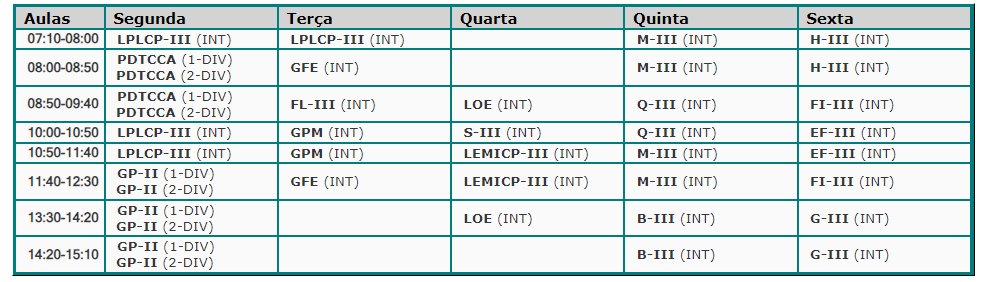 Aulas Segunda Terça Quarta Quinta Sexta
07:10-08:00 LPLCP-III (INT) LPLCP-III (INT) M-III (INT) H-III (INT)
08:00-08:50 PDTCCA (1-DIV) PDTCCA (2-DIV) GFE (INT) M-III (INT) H-III (INT)
08:50-09:40 PDTCCA (1-DIV) PDTCCA (2-DIV) FL-III (INT) LOE (INT) Q-III (INT) FI-III (INT)
10:00-10:50 LPLCP-III (INT) GPM (INT) S-III (INT) Q-III (INT) EF-III (INT)
10:50-11:40 LPLCP-III (INT) GPM (INT) LEMICP-III (INT) M-III (INT) EF-III (INT)
11:40-12:30 GP-II (1-DIV) GP-II (2-DIV) GFE (INT) LEMICP-III (INT) M-III (INT) FI-III (INT)
13:30-14:20 GP-II (1-DIV) GP-II (2-DIV) LOE (INT) B-III (INT) G-III (INT)
14:20-15:10 GP-II (1-DIV) GP-II (2-DIV) B-III (INT) G-III (INT)